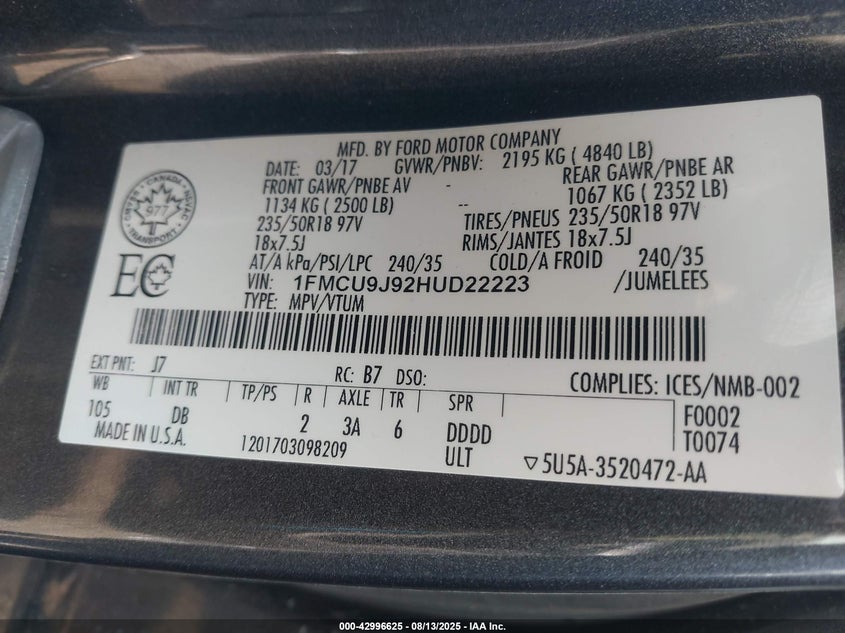 MFD. BY FORD MOTOR COMPANY
DATE: 03/17 GVWR/PNBV: 2195 KG ( 4840 LB)
FRONT GAWR/PNBE AV - REAR GAWR/PNBE AR
1134 KG ( 2500 LB) -- 1067 KG ( 2352 LB)
235/50R18 97V TIRES/PNEUS 235/50R18 97V
18x7.5J RIMS/JANTES 18x7.5J
AT/A kPa/PSI/LPC 240/35 COLD/A FROID 240/35
VIN: 1FMCU9J92HUD22223 /JUMELEES
TYPE: MPV/VTUM
CANADA
NSVAC
TRANSPORT
977
EC
EXT PNT: J7 RC: B7 DSO: COMPLIES: ICES/NMB-002
WB INT TR TP/PS R AXLE TR SPR F0002
105 DB 2 3A 6 DDDD T0074
MADE IN U.S.A. 1201703098209 ULT ▽5U5A-3520472-AA
000-42996625 - 08/13/2025 - IAA Inc.